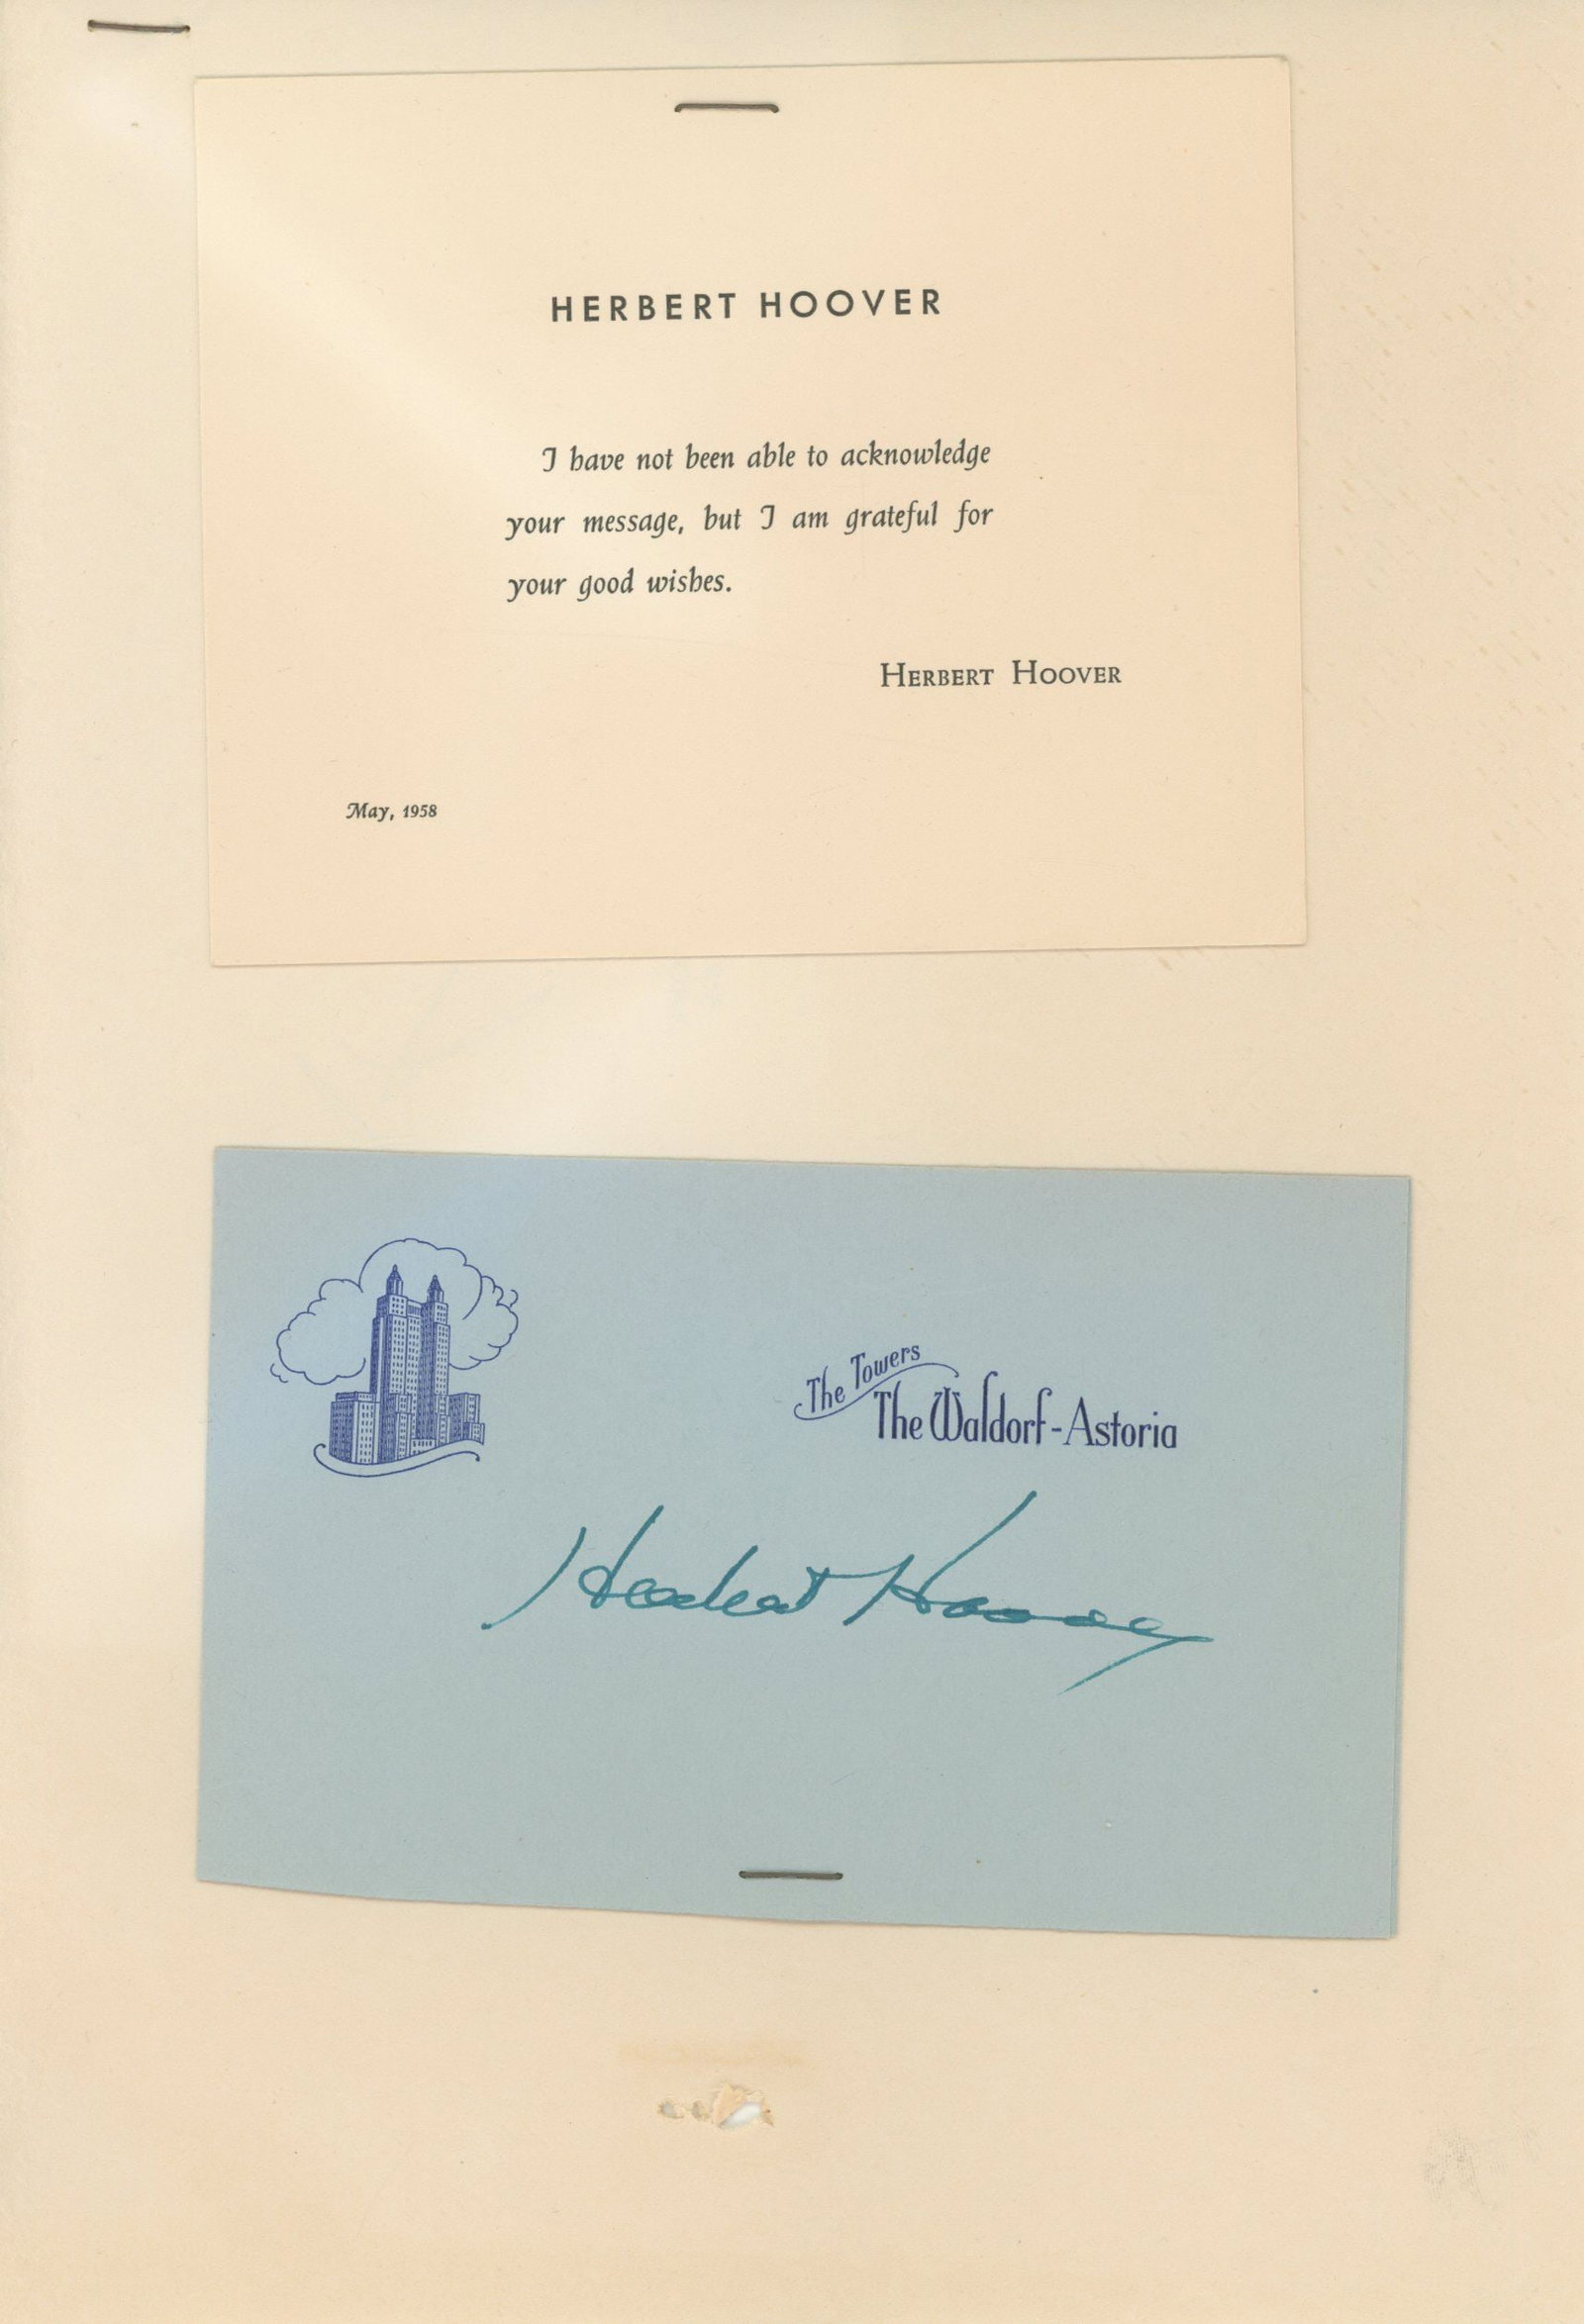 HERBERT HOOVER
I have not been able to acknowledge
your message, but I am grateful for
your good wishes.
HERBERT HOOVER
May, 1958
The Towers
The Waldorf-Astoria
Herbert Hoover